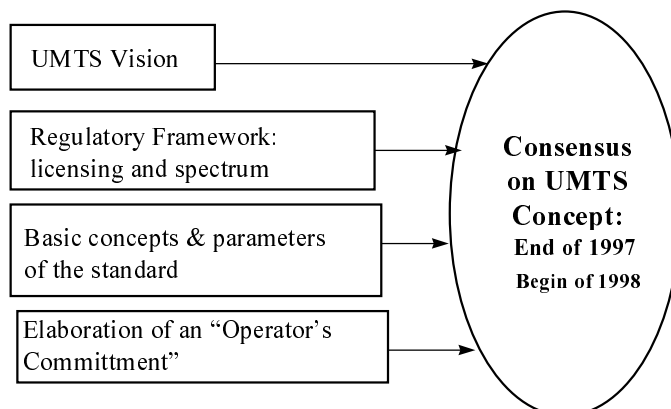 UMTS Vision
Regulatory Framework:
licensing and spectrum
Basic concepts & parameters
of the standard
Elaboration of an “Operator’s
Committment”
Consensus
on UMTS
Concept:
End of 1997
Begin of 1998